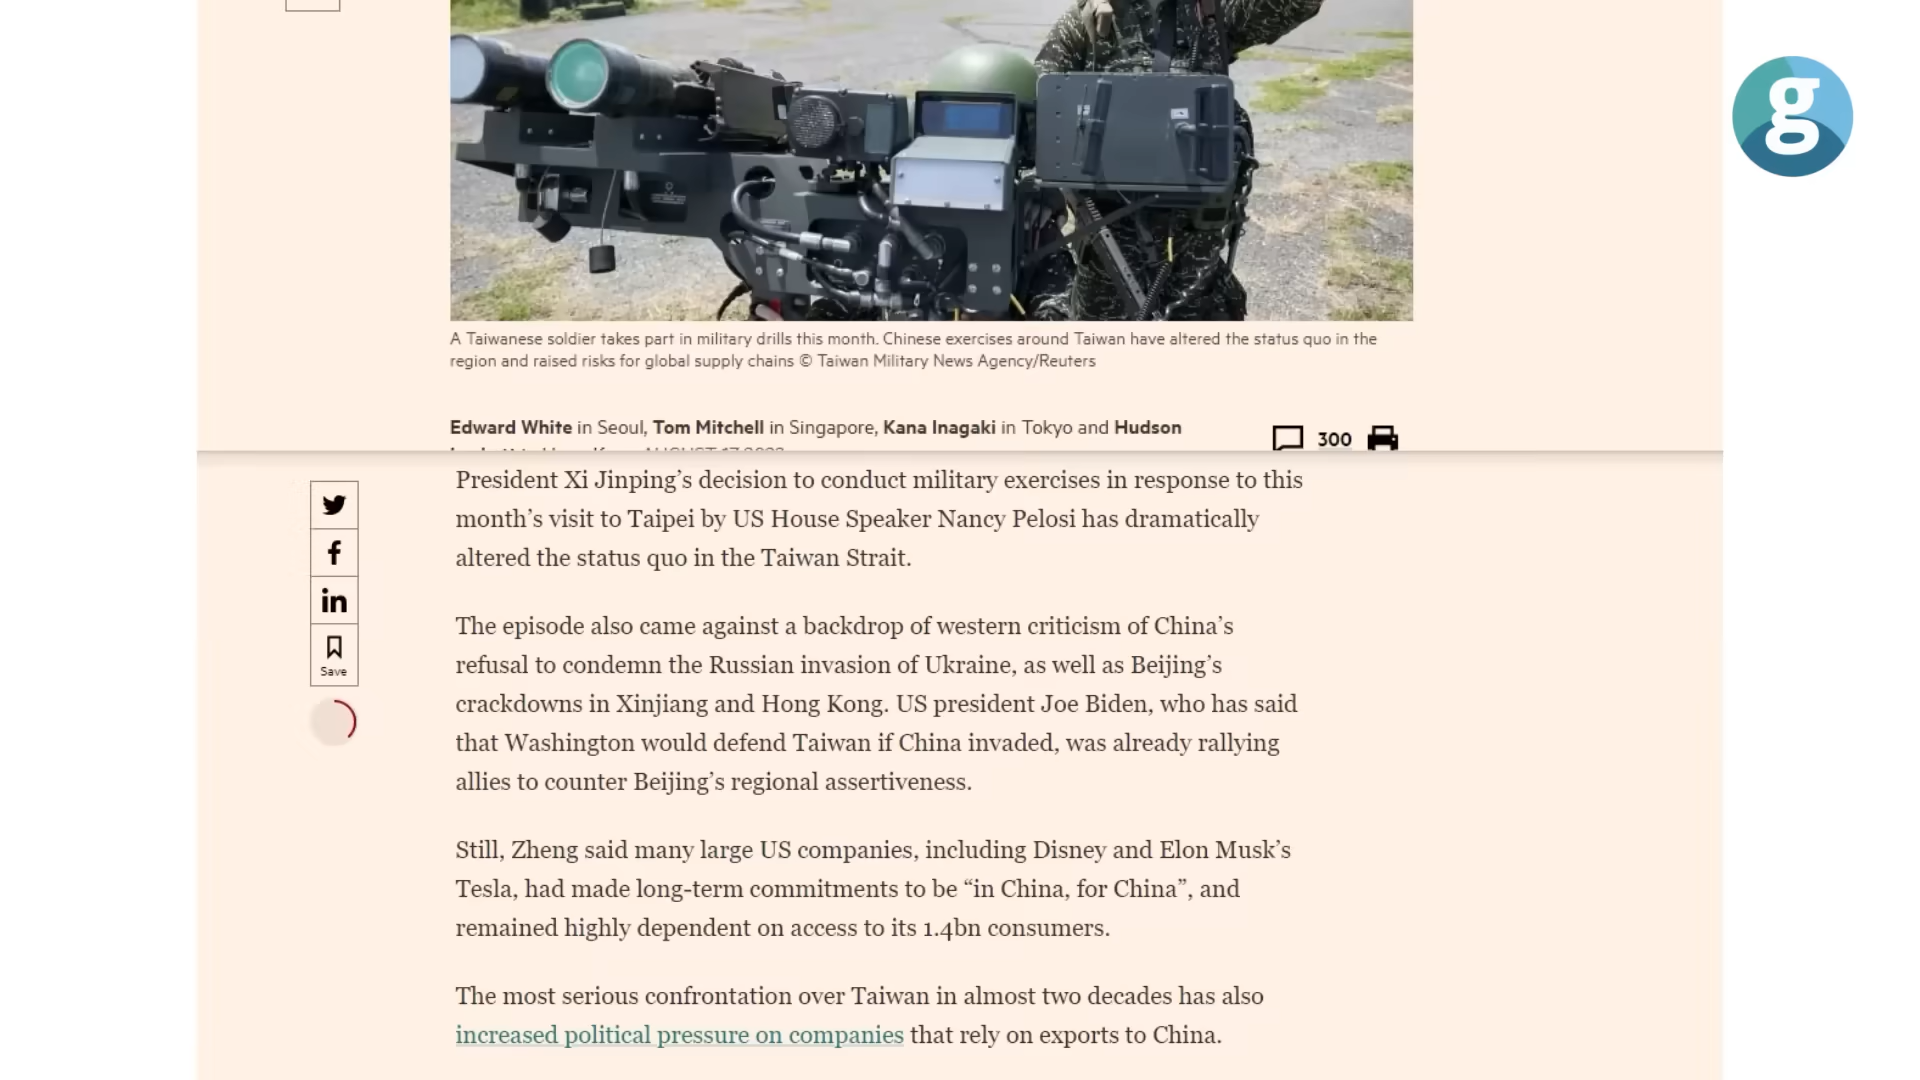 g
A Taiwanese soldier takes part in military drills this month. Chinese exercises around Taiwan have altered the status quo in the
region and raised risks for global supply chains © Taiwan Military News Agency/Reuters
Edward White in Seoul, Tom Mitchell in Singapore, Kana Inagaki in Tokyo and Hudson
300
President Xi Jinping’s decision to conduct military exercises in response to this
month’s visit to Taipei by US House Speaker Nancy Pelosi has dramatically
altered the status quo in the Taiwan Strait.
f
in
Save
The episode also came against a backdrop of western criticism of China’s
refusal to condemn the Russian invasion of Ukraine, as well as Beijing’s
crackdowns in Xinjiang and Hong Kong. US president Joe Biden, who has said
that Washington would defend Taiwan if China invaded, was already rallying
allies to counter Beijing’s regional assertiveness.
Still, Zheng said many large US companies, including Disney and Elon Musk’s
Tesla, had made long-term commitments to be “in China, for China”, and
remained highly dependent on access to its 1.4bn consumers.
The most serious confrontation over Taiwan in almost two decades has also
increased political pressure on companies that rely on exports to China.